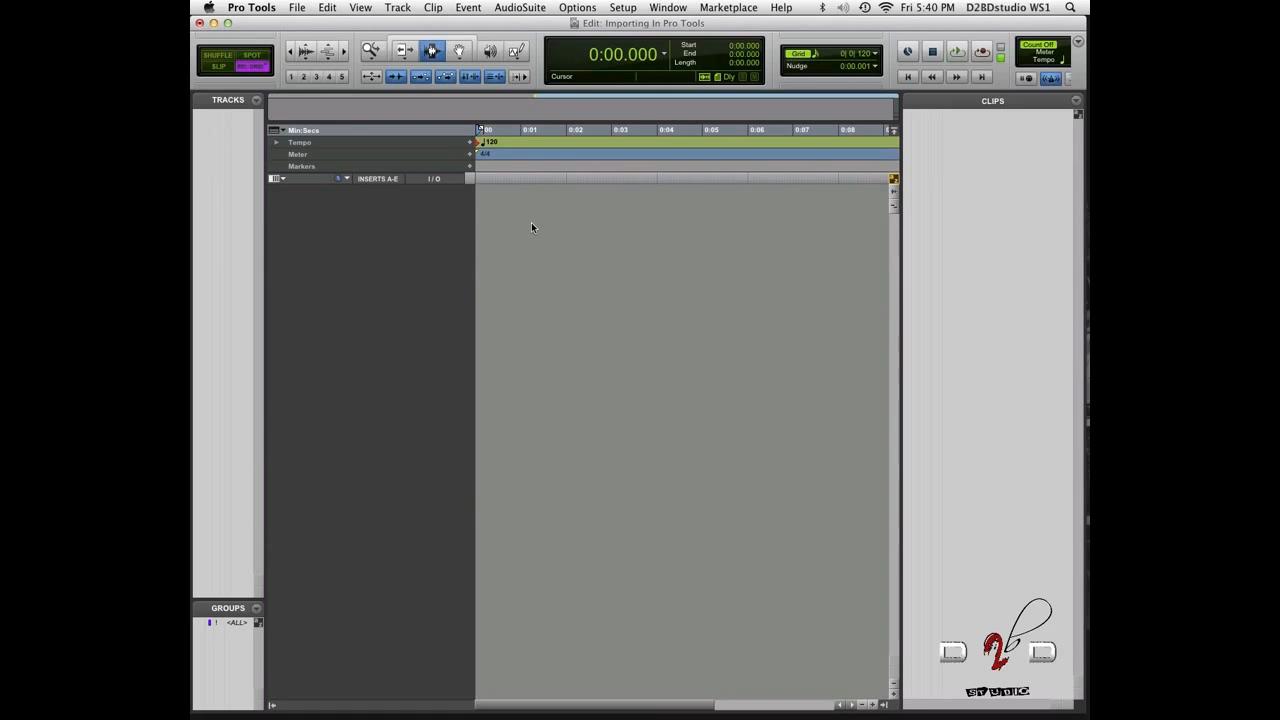 Pro Tools File Edit View Track Clip Event AudioSuite Options Setup Window Marketplace Help Fri 5:40 PM D2BDstudio WS1
Edit: Importing In Pro Tools
SHUFFLE SPOT
SLIP
1 2 3 4 5
0:00.000
Start 0:00.000
End 0:00.000
Length 0:00.000
Cursor
Dly
Grid 0| 0| 120
Nudge 0:00.001
Count Off
Meter
Tempo
TRACKS
CLIPS
Min:Secs 0:01 0:02 0:03 0:04 0:05 0:06 0:07 0:08
Tempo 120
Meter 4/4
Markers
INSERTS A-E I / O
GROUPS
! <ALL>
D 2b D
STUDIO